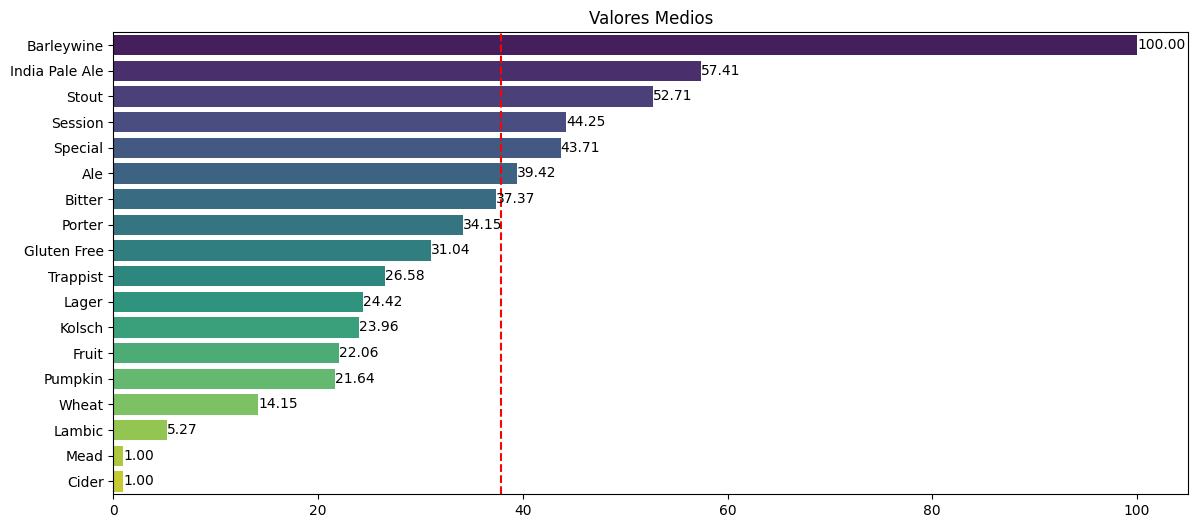 Valores Medios
Barleywine 100.00
India Pale Ale 57.41
Stout 52.71
Session 44.25
Special 43.71
Ale 39.42
Bitter 37.37
Porter 34.15
Gluten Free 31.04
Trappist 26.58
Lager 24.42
Kolsch 23.96
Fruit 22.06
Pumpkin 21.64
Wheat 14.15
Lambic 5.27
Mead 1.00
Cider 1.00
0 20 40 60 80 100